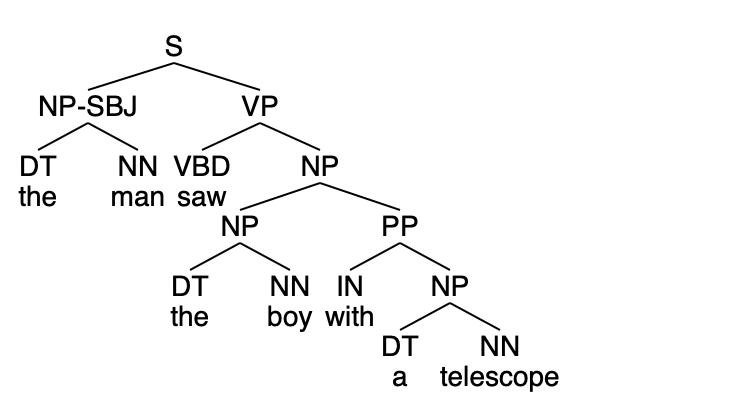 S
NP-SBJ VP
DT NN VBD NP
the man saw
NP PP
DT NN IN NP
the boy with
DT NN
a telescope